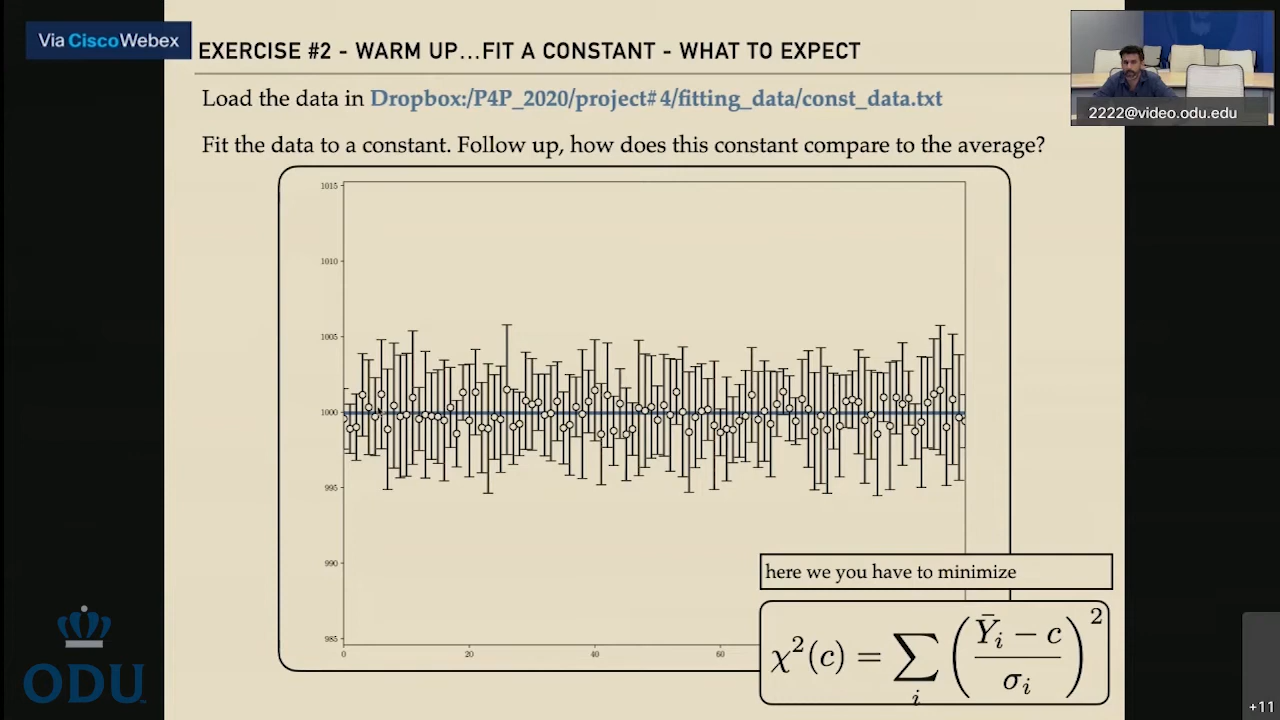 Via CiscoWebex
EXERCISE #2 - WARM UP...FIT A CONSTANT - WHAT TO EXPECT
2222@video.odu.edu
Load the data in Dropbox:/P4P_2020/project#4/fitting_data/const_data.txt
Fit the data to a constant. Follow up, how does this constant compare to the average?
1015
1010
1005
1000
995
990
985
0 20 40 60
here we you have to minimize
χ²(c) = ∑ᵢ ((Ȳᵢ − c)/σᵢ)²
ODU
+11